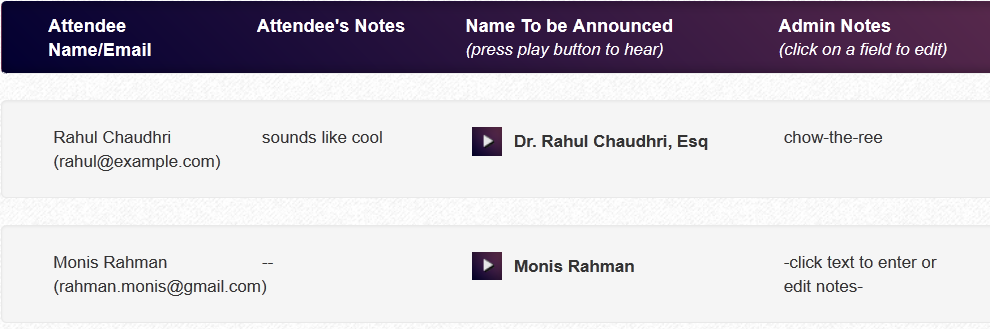 Attendee Name/Email
Attendee's Notes
Name To be Announced
(press play button to hear)
Admin Notes
(click on a field to edit)
Rahul Chaudhri
(rahul@example.com)
sounds like cool
Dr. Rahul Chaudhri, Esq
chow-the-ree
Monis Rahman
(rahman.monis@gmail.com)
--
Monis Rahman
-click text to enter or
edit notes-